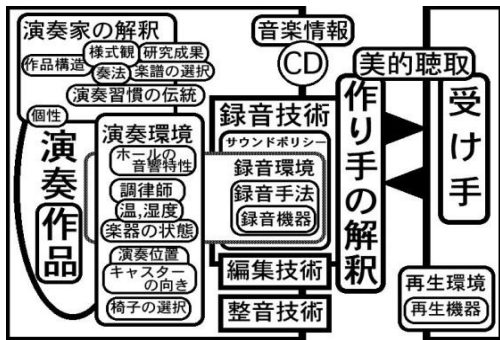 演奏家の解釈
様式観
研究成果
作品構造
奏法
楽譜の選択
演奏習慣の伝統
個性
演奏
作品
演奏環境
ホールの
音響特性
調律師
温,湿度
楽器の状態
演奏位置
キャスター
の向き
椅子の選択
音楽情報
CD
録音技術
サウンドポリシー
録音環境
録音手法
録音機器
編集技術
整音技術
作り手の解釈
美的聴取
受け手
再生環境
再生機器